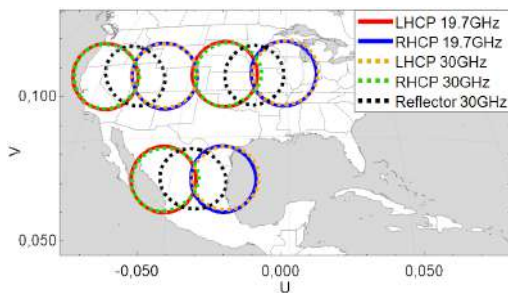 LHCP 19.7GHz
RHCP 19.7GHz
LHCP 30GHz
RHCP 30GHz
Reflector 30GHz
0,100
V
0,050
-0,050 0,000 0,050
U